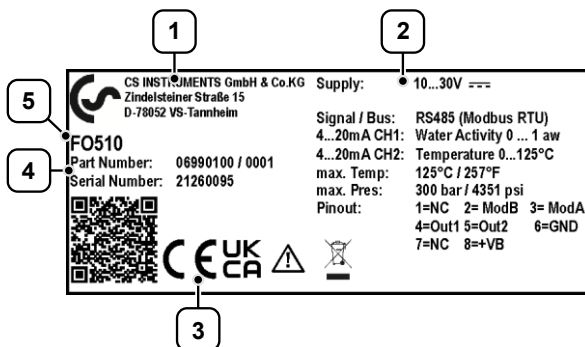 1
2
CS INSTRUMENTS GmbH & Co.KG
Zindelsteiner Straße 15
D-78052 VS-Tannheim
Supply: 10...30V
5
FO510
4
Part Number: 06990100 / 0001
Serial Number: 21260095
Signal / Bus: RS485 (Modbus RTU)
4...20mA CH1: Water Activity 0 ... 1 aw
4...20mA CH2: Temperature 0...125°C
max. Temp: 125°C / 257°F
max. Pres: 300 bar / 4351 psi
Pinout: 1=NC 2= ModB 3= ModA
4=Out1 5=Out2 6=GND
7=NC 8=+VB
CE UK CA
3